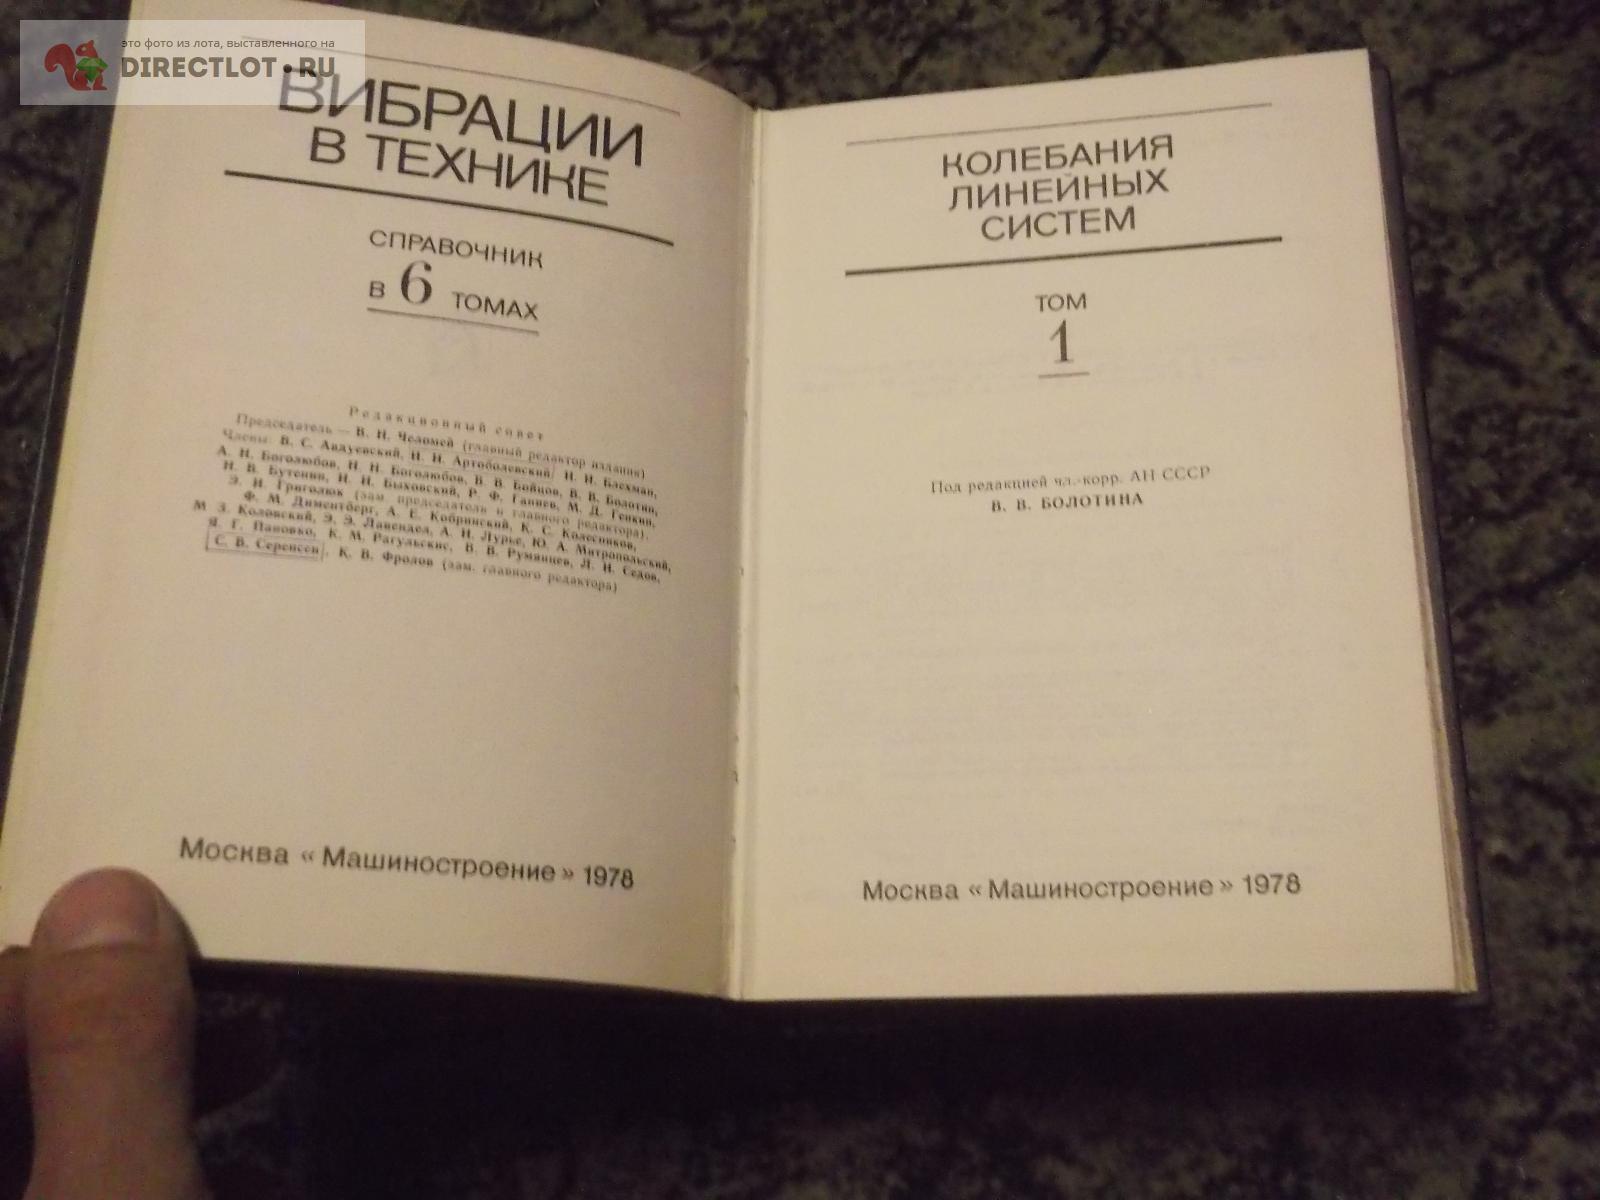 это фото из лота, выставленного на
DIRECTLOT.RU
ВИБРАЦИИ
В ТЕХНИКЕ
СПРАВОЧНИК
В 6 ТОМАХ
Редакционный совет
Председатель — В. Н. Челомей (главный редактор издания)
Члены: В. С. Авдуевский, И. И. Артоболевский, И. И. Блехман,
А. Н. Боголюбов, Н. Н. Боголюбов, В. В. Бойцов, В. В. Болотин,
Н. В. Бутенин, И. И. Быховский, Р. Ф. Ганиев, М. Д. Генкин,
Э. И. Григолюк (зам. председателя и главного редактора),
Ф. М. Диментберг, А. Е. Кобринский, К. С. Колесников,
М. З. Коловский, Э. Э. Лавендел, А. И. Лурье, Ю. А. Митропольский,
Я. Г. Пановко, К. М. Рагульскис, В. В. Румянцев, Л. И. Седов,
С. В. Серенсен, К. В. Фролов (зам. главного редактора)
Москва «Машиностроение» 1978
КОЛЕБАНИЯ
ЛИНЕЙНЫХ
СИСТЕМ
ТОМ
1
Под редакцией чл.-корр. АН СССР
В. В. БОЛОТИНА
Москва «Машиностроение» 1978